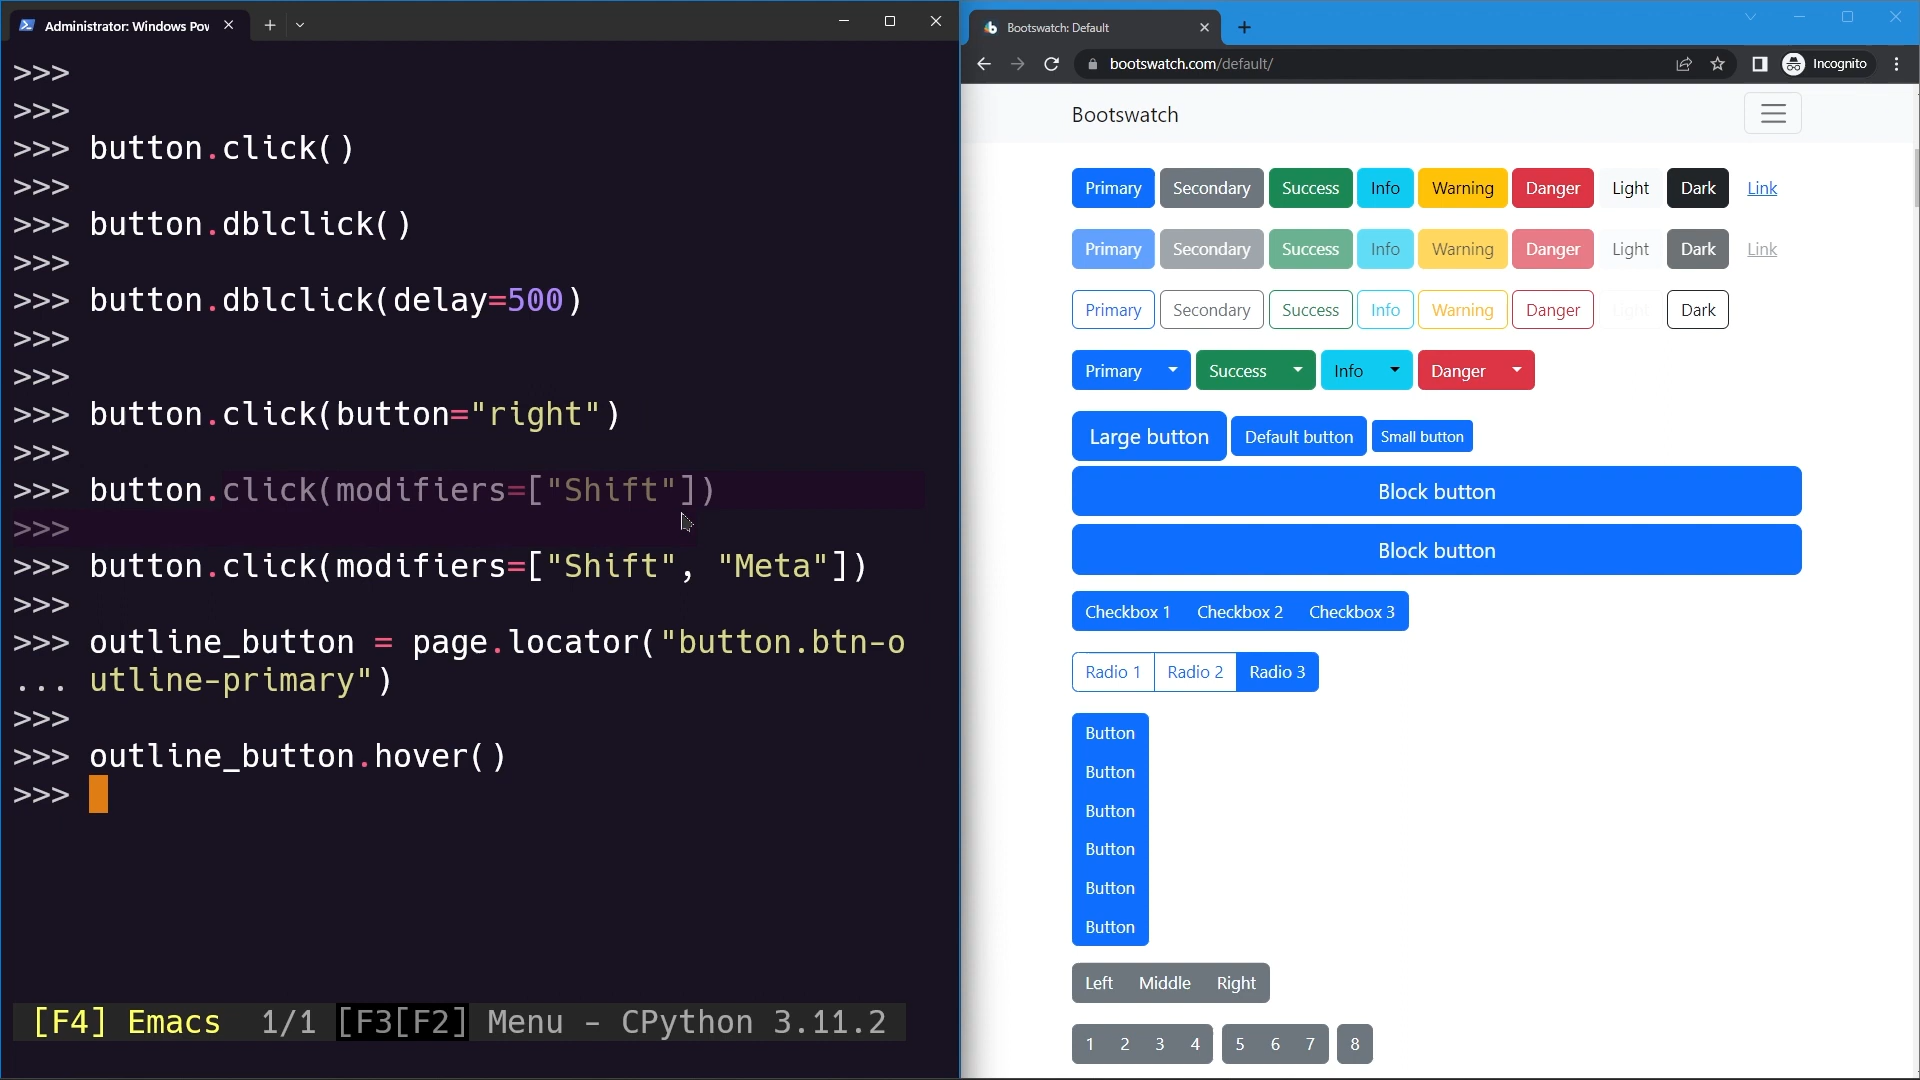 Administrator: Windows Pow
>>>
>>>
>>> button.click()
>>>
>>> button.dblclick()
>>>
>>> button.dblclick(delay=500)
>>>
>>>
>>> button.click(button="right")
>>>
>>> button.click(modifiers=["Shift"])
>>>
>>> button.click(modifiers=["Shift", "Meta"])
>>>
>>> outline_button = page.locator("button.btn-o
... utline-primary")
>>>
>>> outline_button.hover()
>>>
[F4] Emacs 1/1 [F3[F2] Menu - CPython 3.11.2
Bootswatch: Default
bootswatch.com/default/ Incognito
Bootswatch
Primary Secondary Success Info Warning Danger Light Dark Link
Primary Secondary Success Info Warning Danger Light Dark Link
Primary Secondary Success Info Warning Danger Light Dark
Primary Success Info Danger
Large button Default button Small button
Block button
Block button
Checkbox 1 Checkbox 2 Checkbox 3
Radio 1 Radio 2 Radio 3
Button
Button
Button
Button
Button
Button
Left Middle Right
1 2 3 4 5 6 7 8